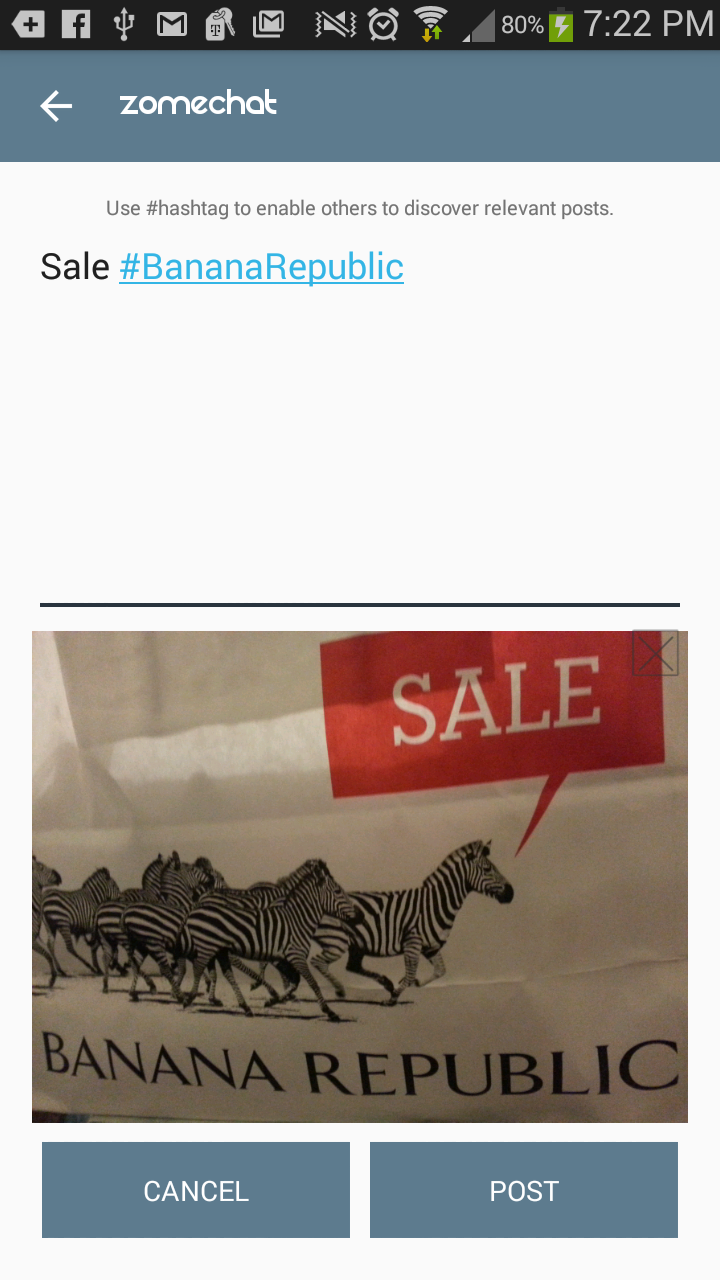 80% 7:22 PM
zomechat
Use #hashtag to enable others to discover relevant posts.
Sale #BananaRepublic
SALE
BANANA REPUBLIC
CANCEL
POST